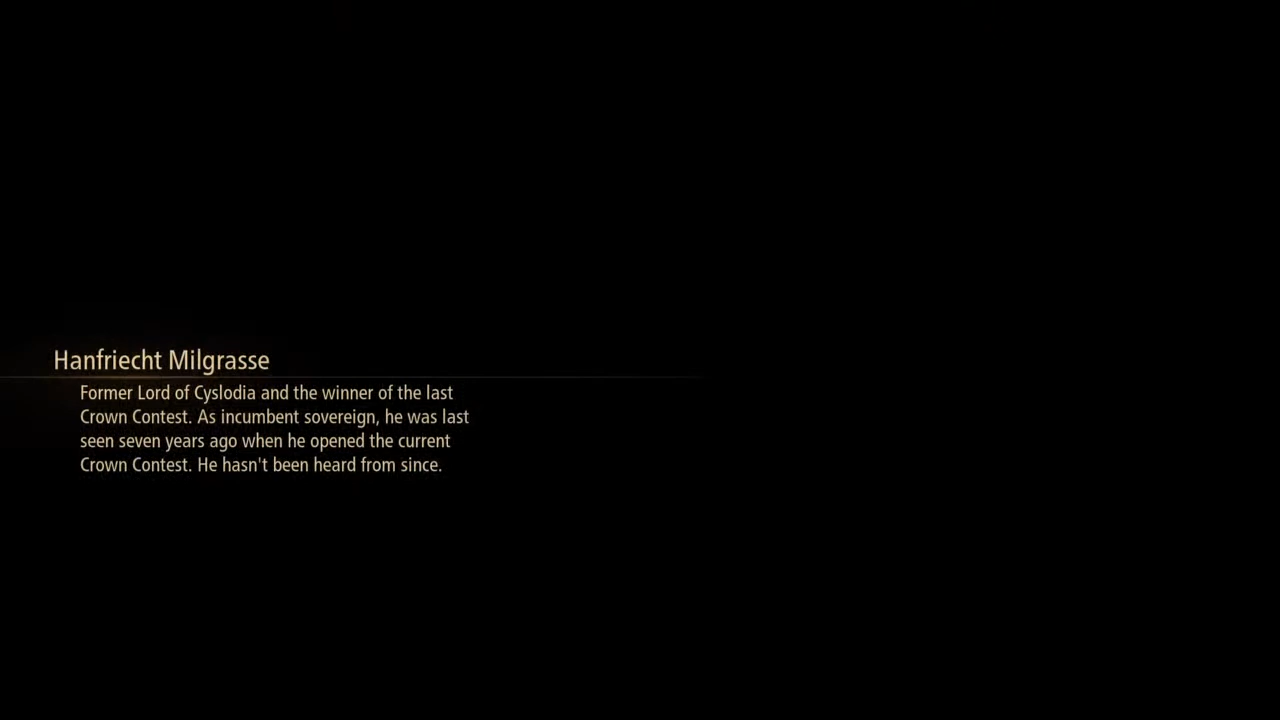 Hanfriecht Milgrasse
Former Lord of Cyslodia and the winner of the last
Crown Contest. As incumbent sovereign, he was last
seen seven years ago when he opened the current
Crown Contest. He hasn't been heard from since.